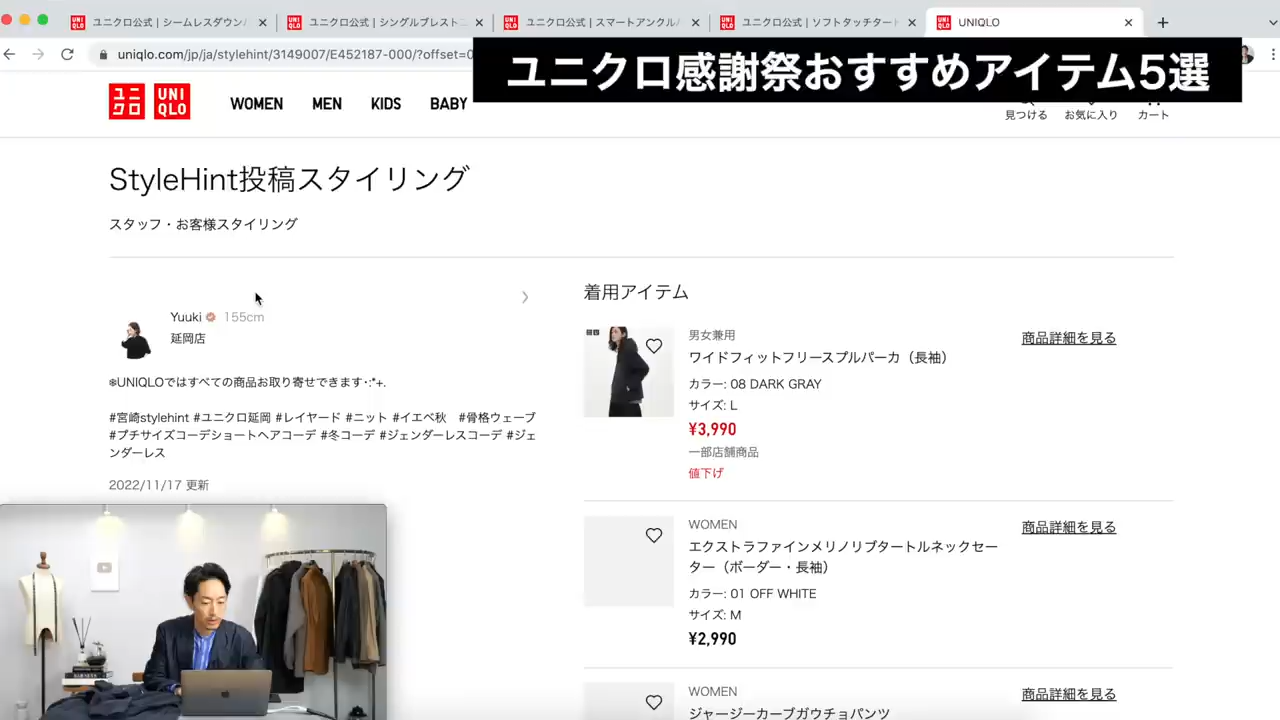 ユニクロ公式 | シームレスダウン
ユニクロ公式 | シングルブレスト
ユニクロ公式 | スマートアンクル
ユニクロ公式 | ソフトタッチタート
UNIQLO
uniqlo.com/jp/ja/stylehint/3149007/E452187-000/?offset=0
ユニクロ感謝祭おすすめアイテム5選
ユニ
クロ
UNI
QLO
WOMEN
MEN
KIDS
BABY
見つける
お気に入り
カート
StyleHint投稿スタイリング
スタッフ・お客様スタイリング
Yuuki 155cm
延岡店
❄UNIQLOではすべての商品お取り寄せできます･:*+.
#宮崎stylehint #ユニクロ延岡 #レイヤード #ニット #イエベ秋 #骨格ウェーブ
#プチサイズコーデショートヘアコーデ #冬コーデ #ジェンダーレスコーデ #ジェ
ンダーレス
2022/11/17 更新
着用アイテム
男女兼用
ワイドフィットフリースプルパーカ（長袖）
カラー: 08 DARK GRAY
サイズ: L
¥3,990
一部店舗商品
値下げ
商品詳細を見る
WOMEN
エクストラファインメリノリブタートルネックセー
ター（ボーダー・長袖）
カラー: 01 OFF WHITE
サイズ: M
¥2,990
商品詳細を見る
WOMEN
ジャージーカーブガウチョパンツ
商品詳細を見る